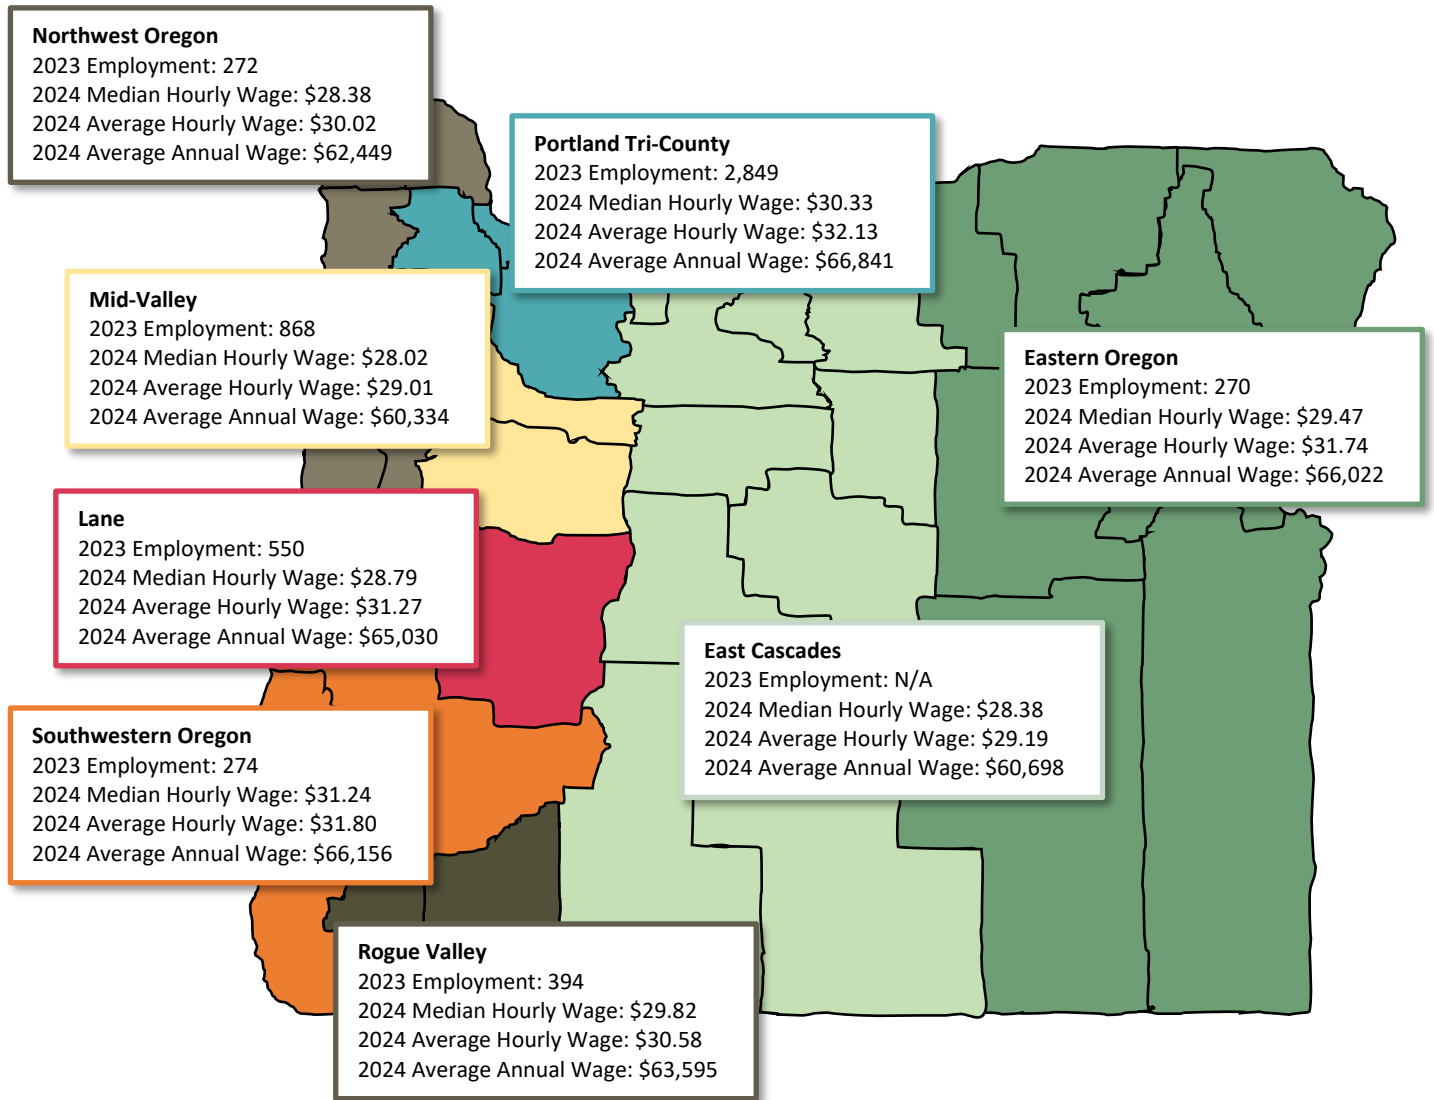 Northwest Oregon
2023 Employment: 272
2024 Median Hourly Wage: $28.38
2024 Average Hourly Wage: $30.02
2024 Average Annual Wage: $62,449
Portland Tri-County
2023 Employment: 2,849
2024 Median Hourly Wage: $30.33
2024 Average Hourly Wage: $32.13
2024 Average Annual Wage: $66,841
Mid-Valley
2023 Employment: 868
2024 Median Hourly Wage: $28.02
2024 Average Hourly Wage: $29.01
2024 Average Annual Wage: $60,334
Eastern Oregon
2023 Employment: 270
2024 Median Hourly Wage: $29.47
2024 Average Hourly Wage: $31.74
2024 Average Annual Wage: $66,022
Lane
2023 Employment: 550
2024 Median Hourly Wage: $28.79
2024 Average Hourly Wage: $31.27
2024 Average Annual Wage: $65,030
East Cascades
2023 Employment: N/A
2024 Median Hourly Wage: $28.38
2024 Average Hourly Wage: $29.19
2024 Average Annual Wage: $60,698
Southwestern Oregon
2023 Employment: 274
2024 Median Hourly Wage: $31.24
2024 Average Hourly Wage: $31.80
2024 Average Annual Wage: $66,156
Rogue Valley
2023 Employment: 394
2024 Median Hourly Wage: $29.82
2024 Average Hourly Wage: $30.58
2024 Average Annual Wage: $63,595